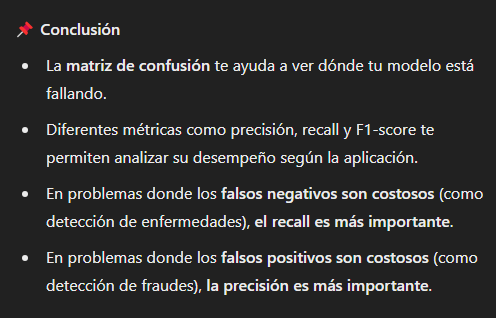 📌 Conclusión
• La matriz de confusión te ayuda a ver dónde tu modelo está
fallando.
• Diferentes métricas como precisión, recall y F1-score te
permiten analizar su desempeño según la aplicación.
• En problemas donde los falsos negativos son costosos (como
detección de enfermedades), el recall es más importante.
• En problemas donde los falsos positivos son costosos (como
detección de fraudes), la precisión es más importante.